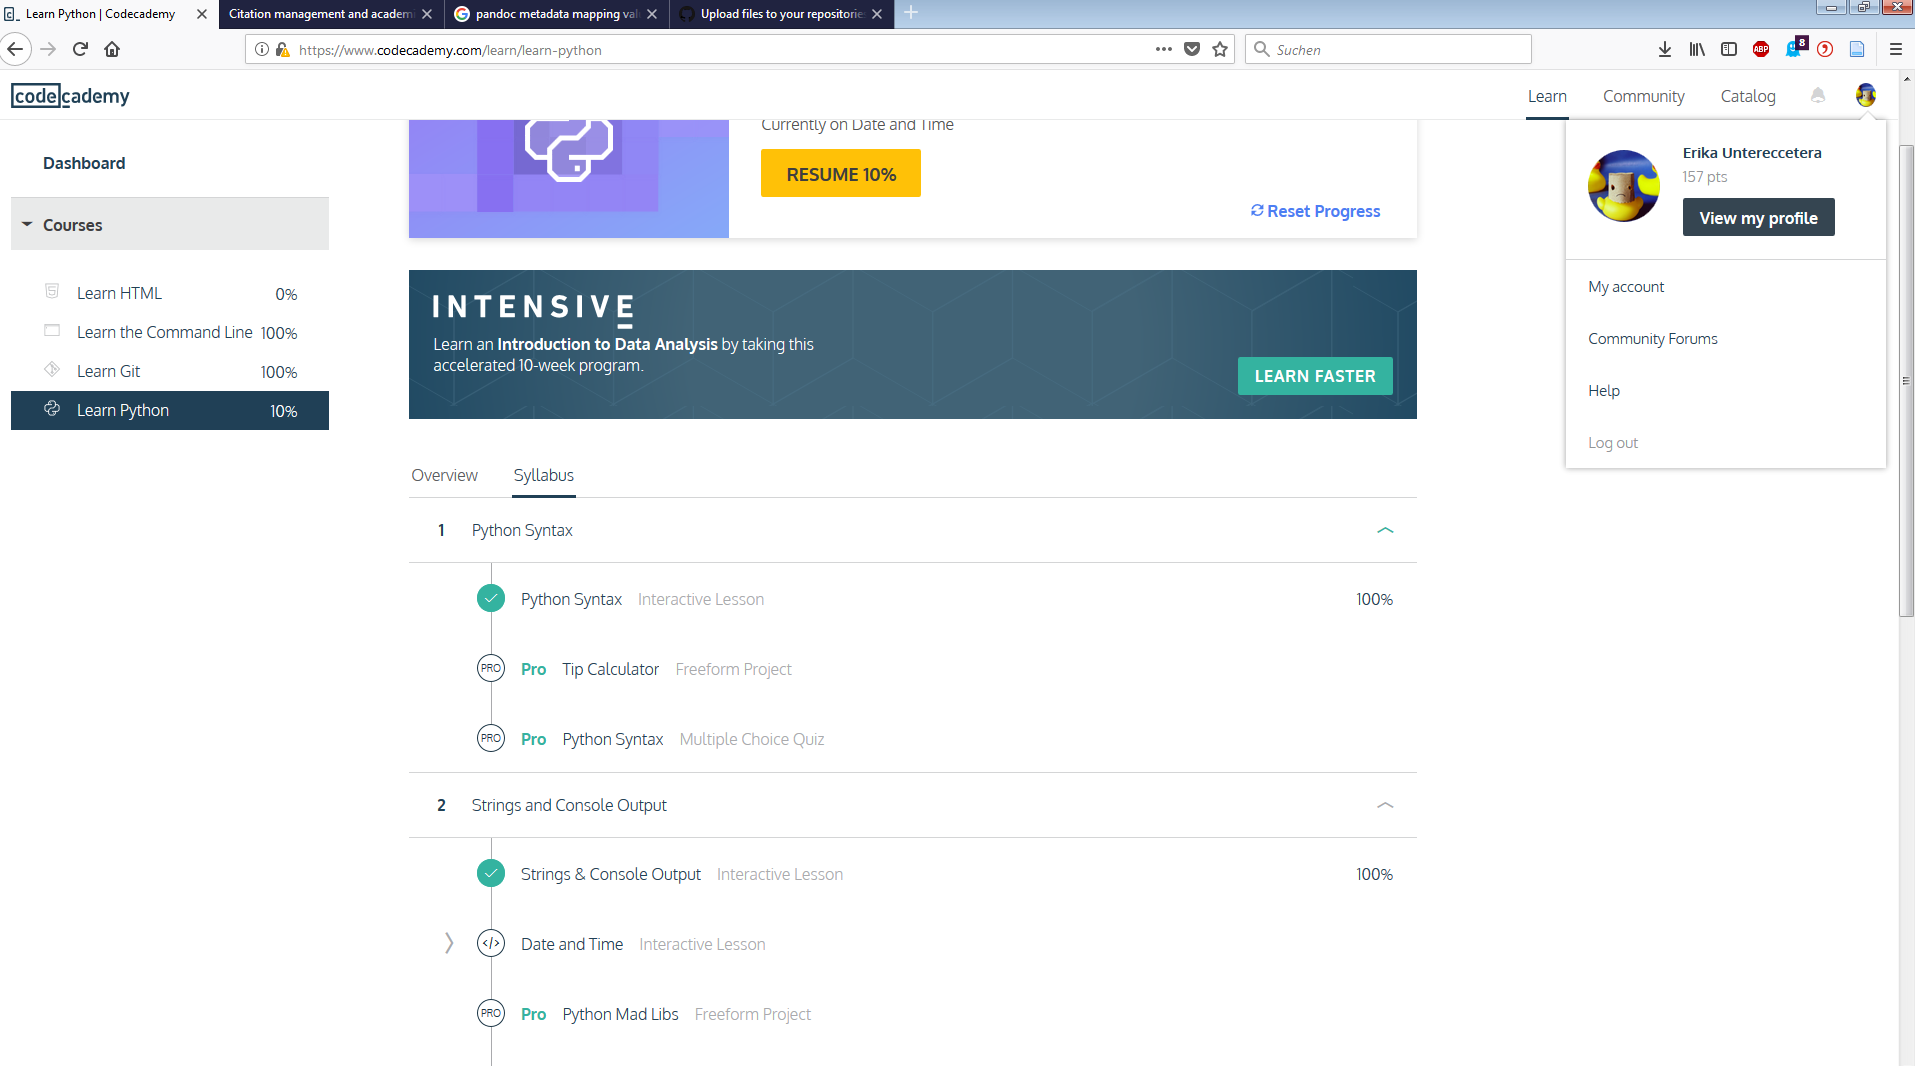 Learn Python | Codecademy
Citation management and academi
pandoc metadata mapping val
Upload files to your repositorie
https://www.codecademy.com/learn/learn-python
Suchen
ABP
8
codecademy
Learn
Community
Catalog
Dashboard
Courses
Learn HTML 0%
Learn the Command Line 100%
Learn Git 100%
Learn Python 10%
Currently on Date and Time
RESUME 10%
Reset Progress
INTENSIVE
Learn an Introduction to Data Analysis by taking this
accelerated 10-week program.
LEARN FASTER
Erika Untereccetera
157 pts
View my profile
My account
Community Forums
Help
Log out
Overview
Syllabus
1 Python Syntax
Python Syntax Interactive Lesson 100%
PRO Pro Tip Calculator Freeform Project
PRO Pro Python Syntax Multiple Choice Quiz
2 Strings and Console Output
Strings & Console Output Interactive Lesson 100%
</> Date and Time Interactive Lesson
PRO Pro Python Mad Libs Freeform Project